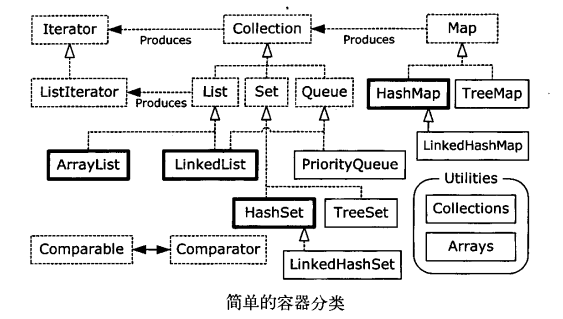 Iterator
Produces
Collection
Produces
Map
ListIterator
Produces
List
Set
Queue
HashMap
TreeMap
ArrayList
LinkedList
PriorityQueue
LinkedHashMap
Utilities
Collections
Arrays
HashSet
TreeSet
Comparable
Comparator
LinkedHashSet
简单的容器分类